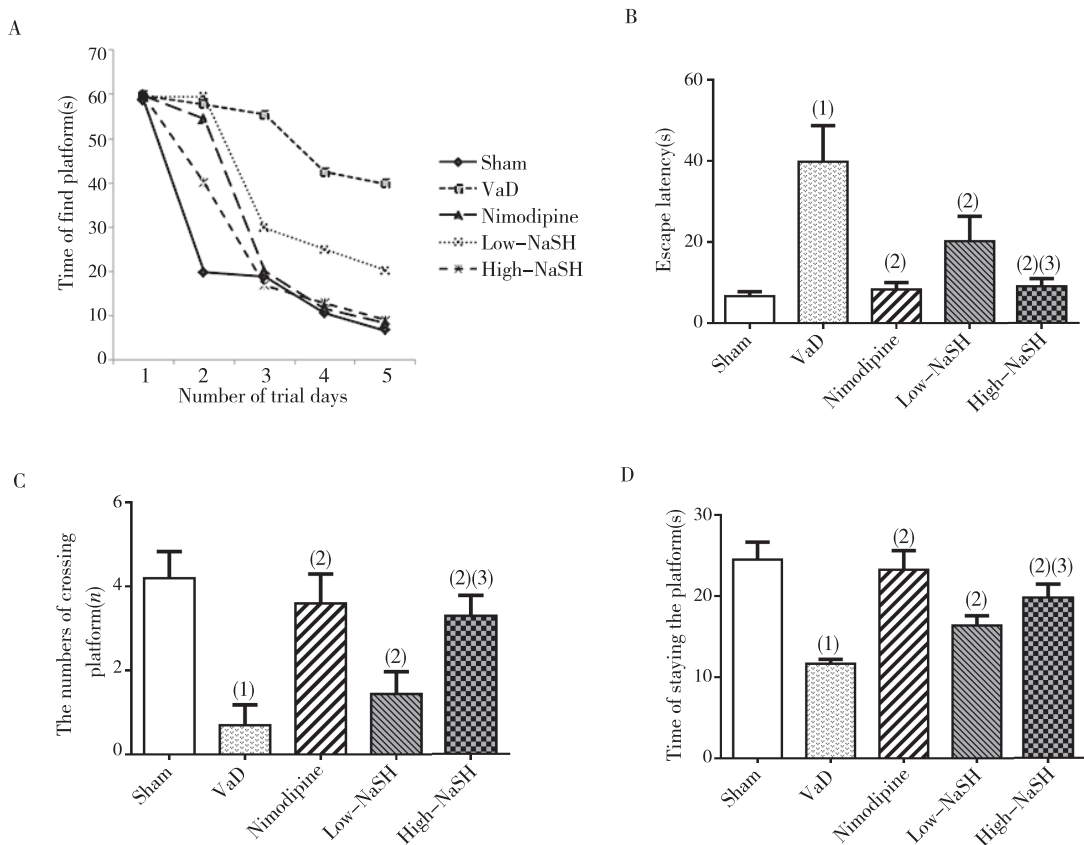 A
70
60
50
40
30
20
10
0
Time of find platform(s)
1 2 3 4 5
Number of trial days
Sham
VaD
Nimodipine
Low-NaSH
High-NaSH
B
60
40
20
0
Escape latency(s)
(1)
(2)
(2)
(2)(3)
Sham
VaD
Nimodipine
Low-NaSH
High-NaSH
C
6
4
2
0
The numbers of crossing
platform(n)
(1)
(2)
(2)
(2)(3)
Sham
VaD
Nimodipine
Low-NaSH
High-NaSH
D
30
20
10
0
Time of staying the platform(s)
(1)
(2)
(2)
(2)(3)
Sham
VaD
Nimodipine
Low-NaSH
High-NaSH